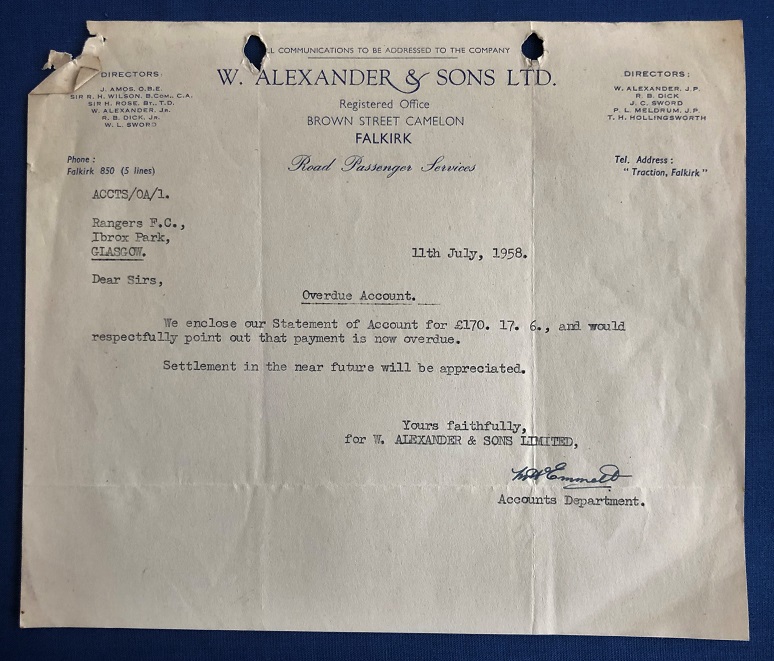 LL COMMUNICATIONS TO BE ADDRESSED TO THE COMPANY
W. ALEXANDER & SONS LTD.
Registered Office
BROWN STREET CAMELON
FALKIRK
Road Passenger Services
DIRECTORS:
J. AMOS, O.B.E.
SIR R. H. WILSON, B.COM., C.A.
SIR H. ROSE, BT., T.D.
W. ALEXANDER, JR.
R. B. DICK, JR.
W. L. SWORD
Phone :
Falkirk 850 (5 lines)
DIRECTORS:
W. ALEXANDER, J.P.
R. B. DICK
J. C. SWORD
P. L. MELDRUM, J.P.
T. H. HOLLINGSWORTH
Tel. Address :
"Traction, Falkirk"
ACCTS/OA/1.
Rangers F.C.,
Ibrox Park,
GLASGOW.
11th July, 1958.
Dear Sirs,
Overdue Account.
We enclose our Statement of Account for £170. 17. 6., and would
respectfully point out that payment is now overdue.
Settlement in the near future will be appreciated.
Yours faithfully,
for W. ALEXANDER & SONS LIMITED,
Emmett
Accounts Department.